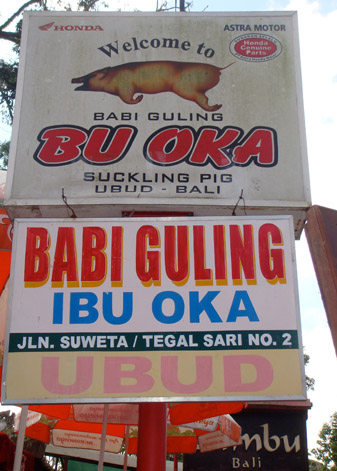 HONDA
ASTRA MOTOR
Honda
Genuine
Parts
Welcome to
BABI GULING
BU OKA
SUCKLING PIG
UBUD - BALI
BABI GULING
IBU OKA
JLN. SUWETA / TEGAL SARI NO. 2
UBUD
mbu
Bali